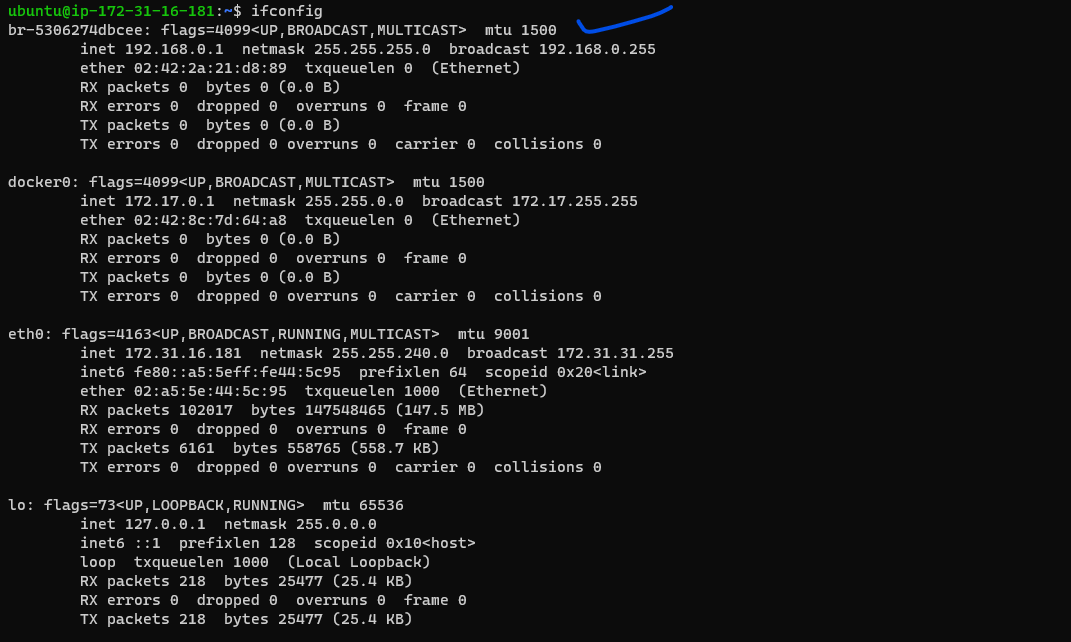 ubuntu@ip-172-31-16-181:~$ ifconfig
br-5306274dbcee: flags=4099<UP,BROADCAST,MULTICAST>  mtu 1500
        inet 192.168.0.1  netmask 255.255.255.0  broadcast 192.168.0.255
        ether 02:42:2a:21:d8:89  txqueuelen 0  (Ethernet)
        RX packets 0  bytes 0 (0.0 B)
        RX errors 0  dropped 0  overruns 0  frame 0
        TX packets 0  bytes 0 (0.0 B)
        TX errors 0  dropped 0 overruns 0  carrier 0  collisions 0

docker0: flags=4099<UP,BROADCAST,MULTICAST>  mtu 1500
        inet 172.17.0.1  netmask 255.255.0.0  broadcast 172.17.255.255
        ether 02:42:8c:7d:64:a8  txqueuelen 0  (Ethernet)
        RX packets 0  bytes 0 (0.0 B)
        RX errors 0  dropped 0  overruns 0  frame 0
        TX packets 0  bytes 0 (0.0 B)
        TX errors 0  dropped 0 overruns 0  carrier 0  collisions 0

eth0: flags=4163<UP,BROADCAST,RUNNING,MULTICAST>  mtu 9001
        inet 172.31.16.181  netmask 255.255.240.0  broadcast 172.31.31.255
        inet6 fe80::a5:5eff:fe44:5c95  prefixlen 64  scopeid 0x20<link>
        ether 02:a5:5e:44:5c:95  txqueuelen 1000  (Ethernet)
        RX packets 102017  bytes 147548465 (147.5 MB)
        RX errors 0  dropped 0  overruns 0  frame 0
        TX packets 6161  bytes 558765 (558.7 KB)
        TX errors 0  dropped 0 overruns 0  carrier 0  collisions 0

lo: flags=73<UP,LOOPBACK,RUNNING>  mtu 65536
        inet 127.0.0.1  netmask 255.0.0.0
        inet6 ::1  prefixlen 128  scopeid 0x10<host>
        loop  txqueuelen 1000  (Local Loopback)
        RX packets 218  bytes 25477 (25.4 KB)
        RX errors 0  dropped 0  overruns 0  frame 0
        TX packets 218  bytes 25477 (25.4 KB)